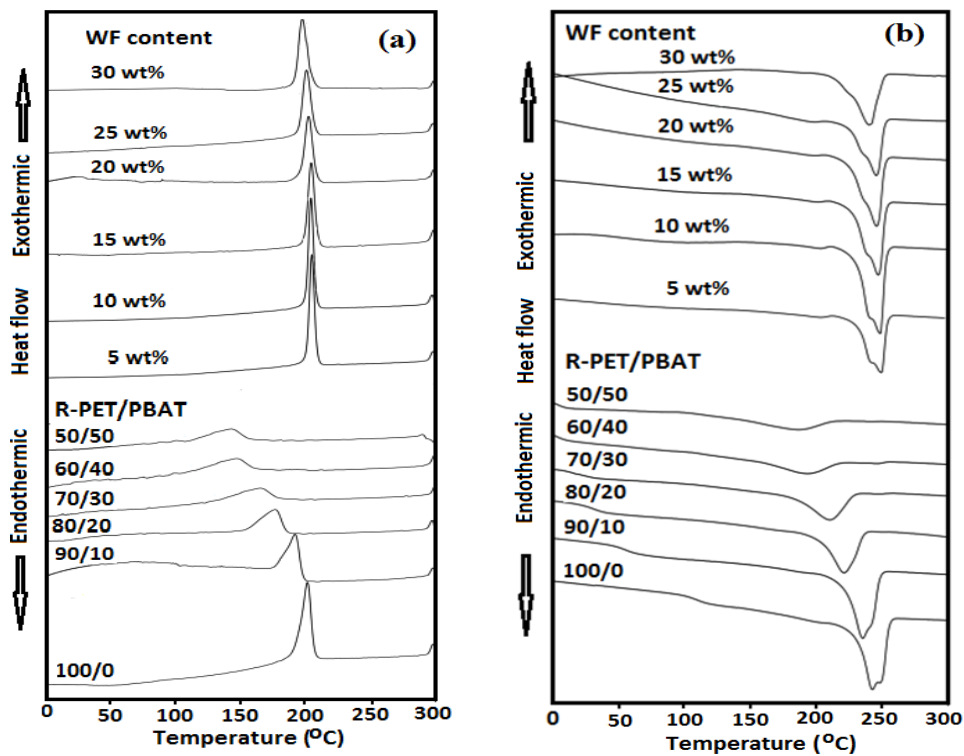 WF content
(a)
30 wt%
25 wt%
20 wt%
15 wt%
10 wt%
5 wt%
R-PET/PBAT
50/50
60/40
70/30
80/20
90/10
100/0
Endothermic Heat flow Exothermic
0 50 100 150 200 250 300
Temperature (⁰C)
WF content
(b)
30 wt%
25 wt%
20 wt%
15 wt%
10 wt%
5 wt%
R-PET/PBAT
50/50
60/40
70/30
80/20
90/10
100/0
Endothermic Heat flow Exothermic
0 50 100 150 200 250 300
Temperature (⁰C)